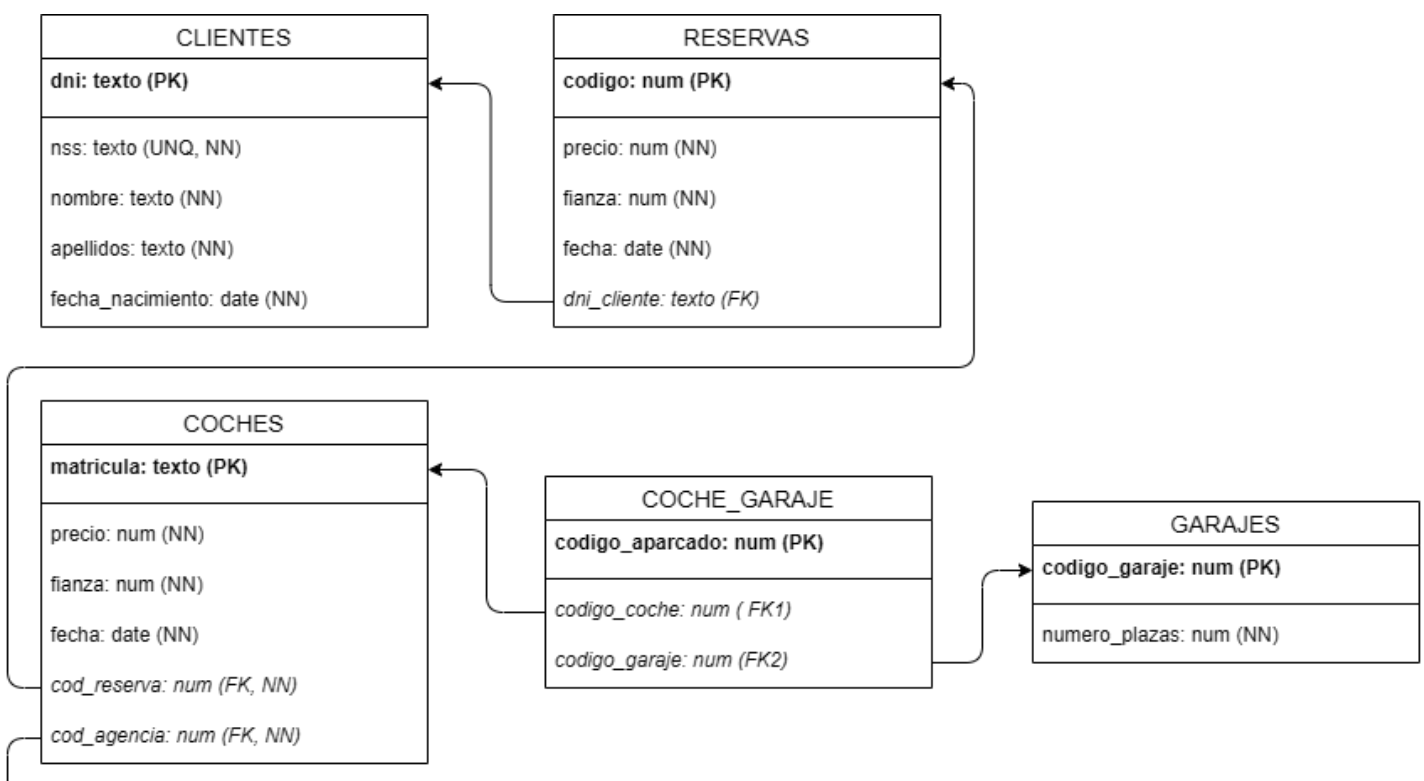 CLIENTES
dni: texto (PK)
nss: texto (UNQ, NN)
nombre: texto (NN)
apellidos: texto (NN)
fecha_nacimiento: date (NN)
RESERVAS
codigo: num (PK)
precio: num (NN)
fianza: num (NN)
fecha: date (NN)
dni_cliente: texto (FK)
COCHES
matricula: texto (PK)
precio: num (NN)
fianza: num (NN)
fecha: date (NN)
cod_reserva: num (FK, NN)
cod_agencia: num (FK, NN)
COCHE_GARAJE
codigo_aparcado: num (PK)
codigo_coche: num ( FK1)
codigo_garaje: num (FK2)
GARAJES
codigo_garaje: num (PK)
numero_plazas: num (NN)